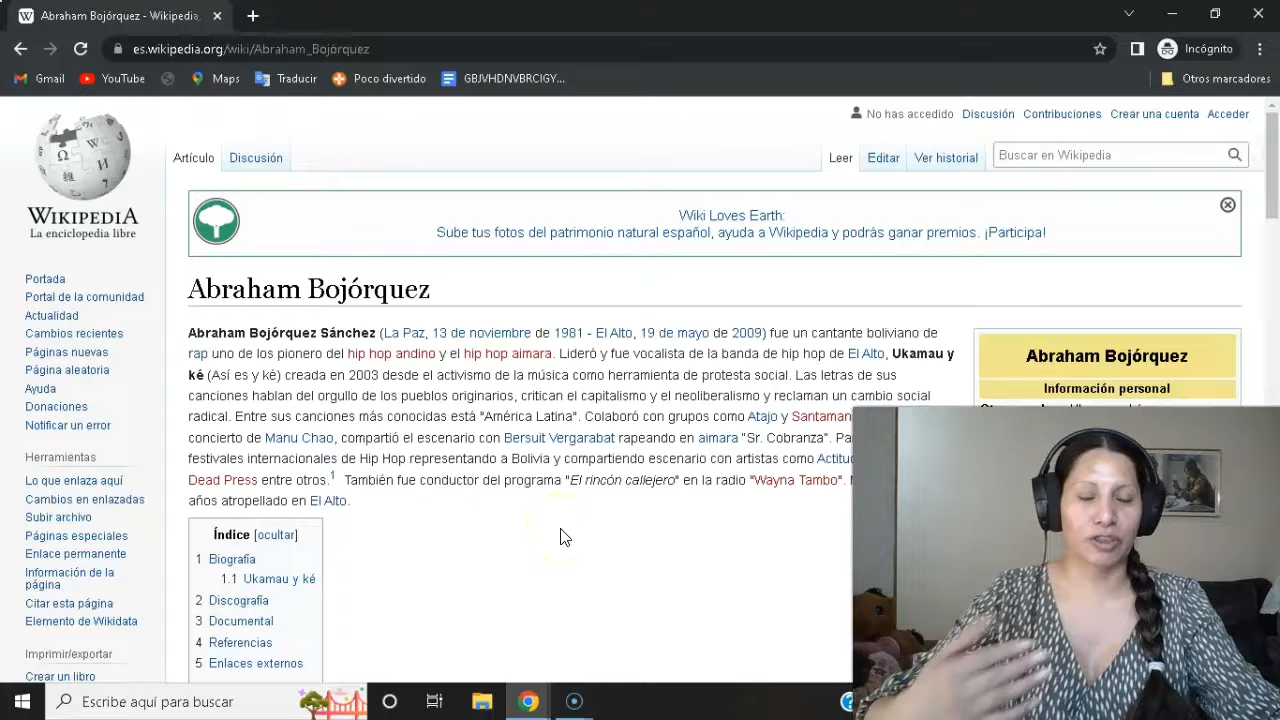 Abraham Bojórquez - Wikipedia,
es.wikipedia.org/wiki/Abraham_Bojórquez
Incógnito
Gmail
YouTube
Maps
Traducir
Poco divertido
GBJVHDNVBRCIGY...
Otros marcadores
No has accedido Discusión Contribuciones Crear una cuenta Acceder
Artículo Discusión
Leer Editar Ver historial
Buscar en Wikipedia
WIKIPEDIA
La enciclopedia libre
Wiki Loves Earth:
Sube tus fotos del patrimonio natural español, ayuda a Wikipedia y podrás ganar premios. ¡Participa!
Portada
Portal de la comunidad
Actualidad
Cambios recientes
Páginas nuevas
Página aleatoria
Ayuda
Donaciones
Notificar un error
Herramientas
Lo que enlaza aquí
Cambios en enlazadas
Subir archivo
Páginas especiales
Enlace permanente
Información de la
página
Citar esta página
Elemento de Wikidata
Imprimir/exportar
Crear un libro
Abraham Bojórquez
Abraham Bojórquez Sánchez (La Paz, 13 de noviembre de 1981 - El Alto, 19 de mayo de 2009) fue un cantante boliviano de
rap uno de los pionero del hip hop andino y el hip hop aimara. Lideró y fue vocalista de la banda de hip hop de El Alto, Ukamau y
ké (Así es y ké) creada en 2003 desde el activismo de la música como herramienta de protesta social. Las letras de sus
canciones hablan del orgullo de los pueblos originarios, critican el capitalismo y el neoliberalismo y reclaman un cambio social
radical. Entre sus canciones más conocidas está "América Latina". Colaboró con grupos como Atajo y Santaman
concierto de Manu Chao, compartió el escenario con Bersuit Vergarabat rapeando en aimara "Sr. Cobranza". Pa
festivales internacionales de Hip Hop representando a Bolivia y compartiendo escenario con artistas como Actitu
Dead Press entre otros.1 También fue conductor del programa "El rincón callejero" en la radio "Wayna Tambo".
años atropellado en El Alto.
Abraham Bojórquez
Información personal
Índice [ocultar]
1 Biografía
1.1 Ukamau y ké
2 Discografía
3 Documental
4 Referencias
5 Enlaces externos
Escribe aquí para buscar